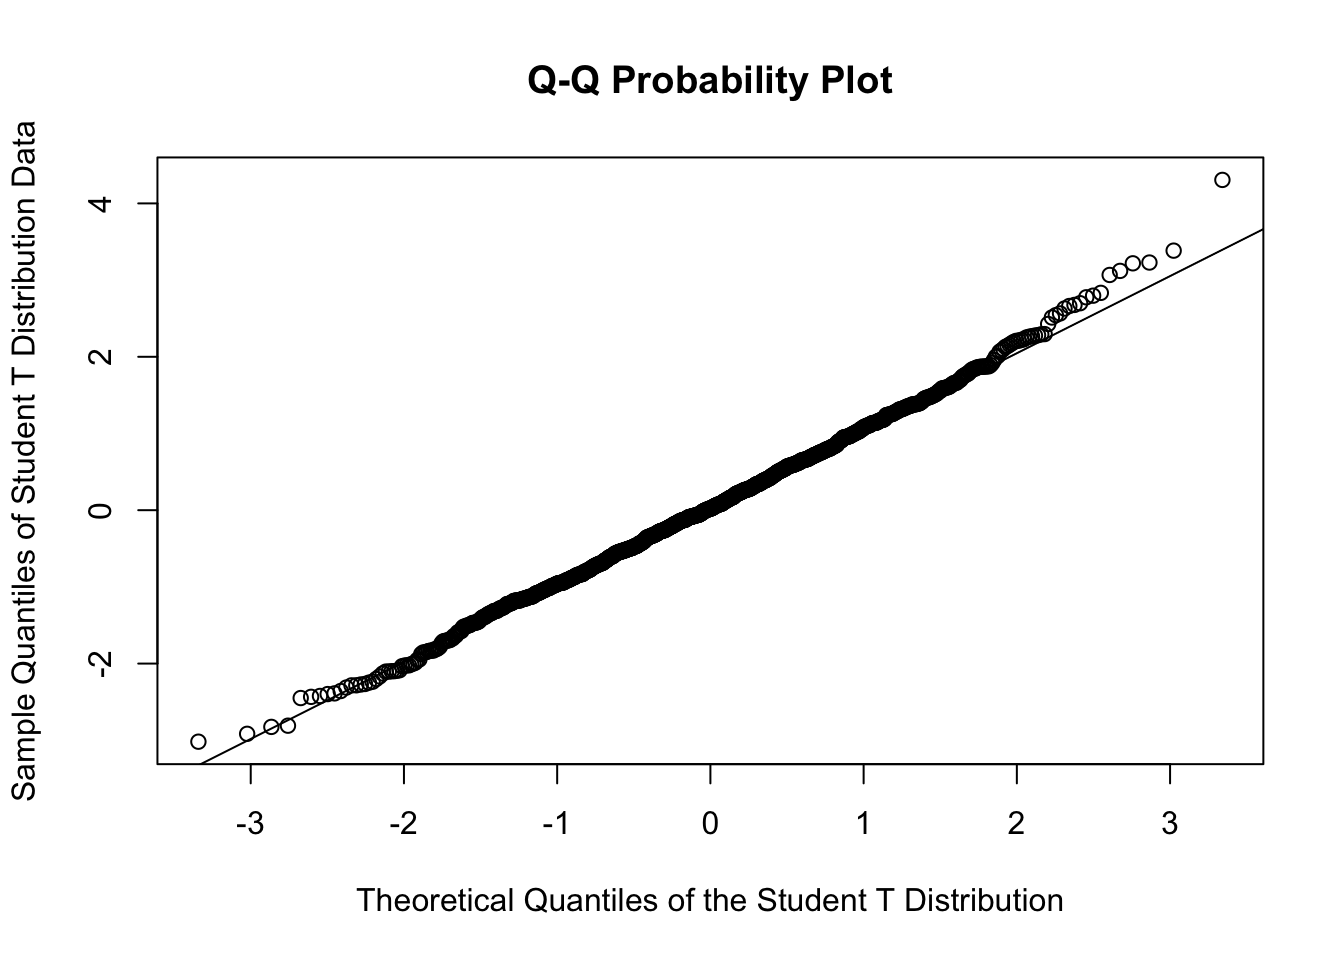 Q-Q Probability Plot
Sample Quantiles of Student T Distribution Data
4
2
0
-2
-3 -2 -1 0 1 2 3
Theoretical Quantiles of the Student T Distribution